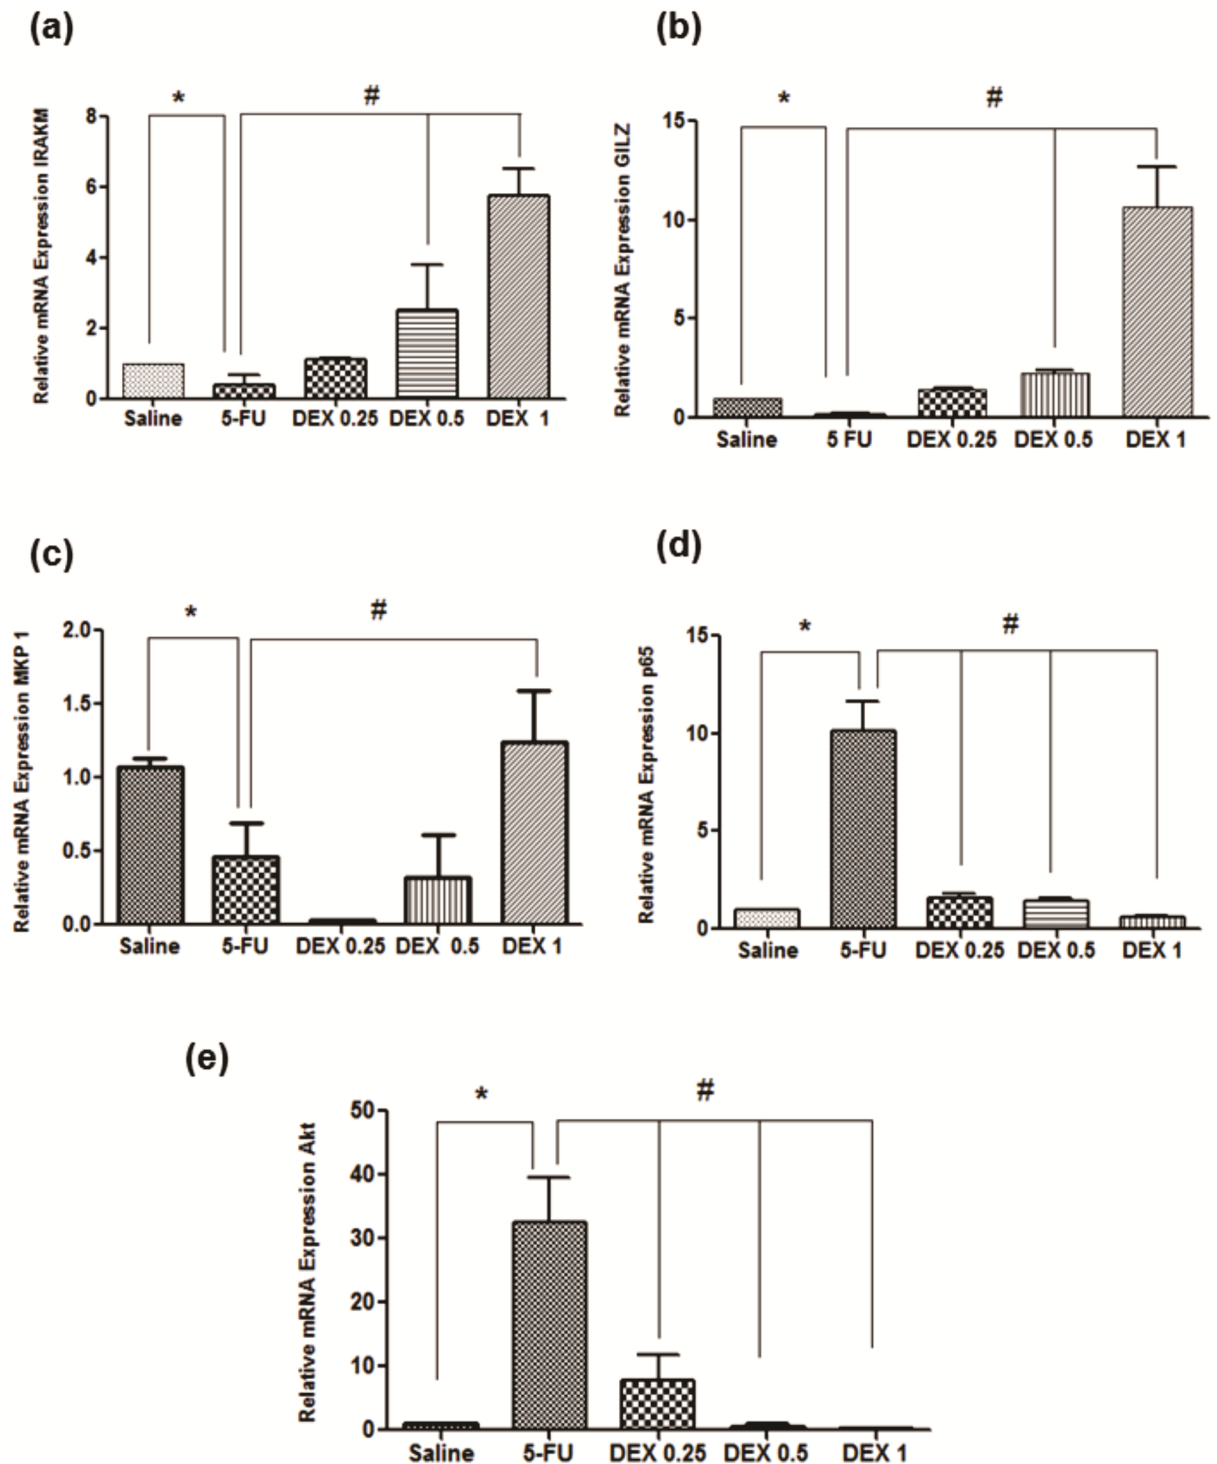 (a)
* #
Relative mRNA Expression IRAKM
8
6
4
2
0
Saline 5-FU DEX 0.25 DEX 0.5 DEX 1
(b)
* #
Relative mRNA Expression GILZ
15
10
5
0
Saline 5 FU DEX 0.25 DEX 0.5 DEX 1
(c)
* #
Relative mRNA Expression MKP 1
2.0
1.5
1.0
0.5
0.0
Saline 5-FU DEX 0.25 DEX 0.5 DEX 1
(d)
* #
Relative mRNA Expression p65
15
10
5
0
Saline 5-FU DEX 0.25 DEX 0.5 DEX 1
(e)
* #
Relative mRNA Expression Akt
50
40
30
20
10
0
Saline 5-FU DEX 0.25 DEX 0.5 DEX 1